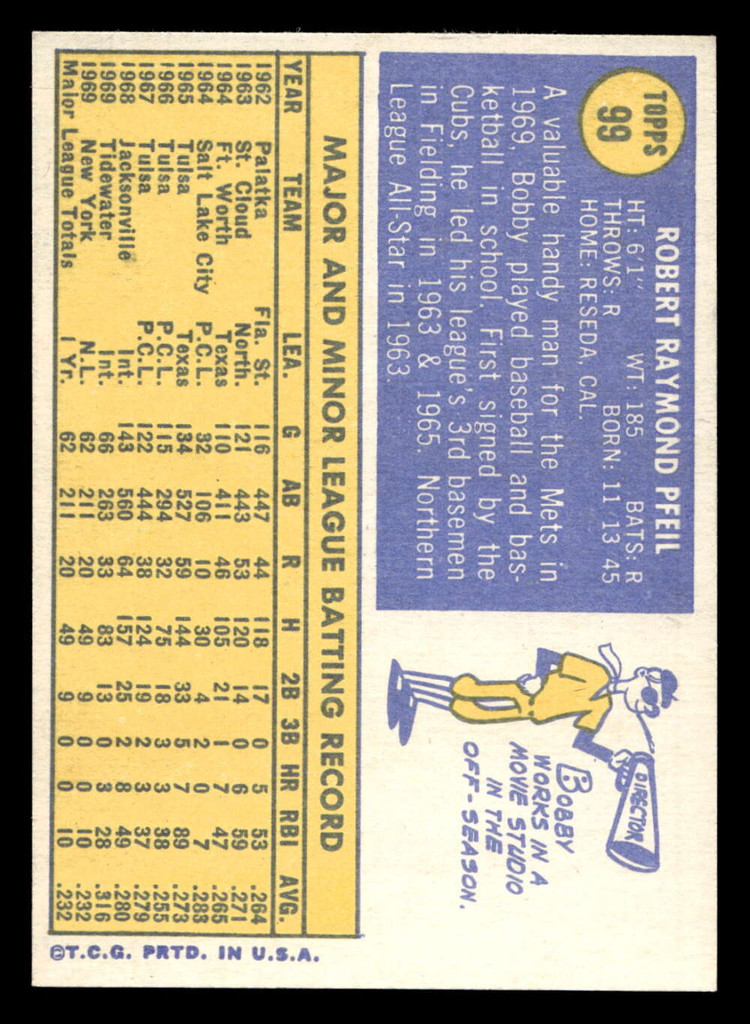 TOPPS
99
ROBERT RAYMOND PFEIL
HT: 6'1" WT: 185 BATS: R
THROWS: R BORN: 11/13/45
HOME: RESEDA, CAL.
A valuable handy man for the Mets in
1969, Bobby played baseball and bas-
ketball in school. First signed by the
Cubs, he led his league's 3rd basemen
in Fielding in 1963 & 1965. Northern
League All-Star in 1963.
DIRECTOR
BOBBY
WORKS IN A
MOVIE STUDIO
IN THE
OFF-SEASON.
MAJOR AND MINOR LEAGUE BATTING RECORD
YEAR TEAM LEA. G AB R H 2B 3B HR RBI AVG.
1962 Palatka Fla. St. 116 447 44 118 17 0 5 53 .264
1963 St. Cloud North. 121 443 53 120 14 0 6 59 .271
1964 Ft. Worth Texas 110 411 46 105 21 1 7 47 .265
1964 Salt Lake City P.C.L. 32 106 10 30 4 2 0 7 .283
1965 Tulsa Texas 134 527 59 144 33 5 7 89 .273
1966 Tulsa P.C.L. 115 294 32 75 18 3 3 38 .255
1967 Tulsa P.C.L. 122 444 38 124 19 2 3 37 .279
1968 Jacksonville Int. 143 560 64 157 25 2 8 49 .280
1969 Tidewater Int. 66 263 33 83 13 0 3 28 .316
1969 New York N.L. 62 211 20 49 9 0 0 10 .232
Major League Totals 1 Yr. 62 211 20 49 9 0 0 10 .232
©T.C.G. PRTD. IN U.S.A.